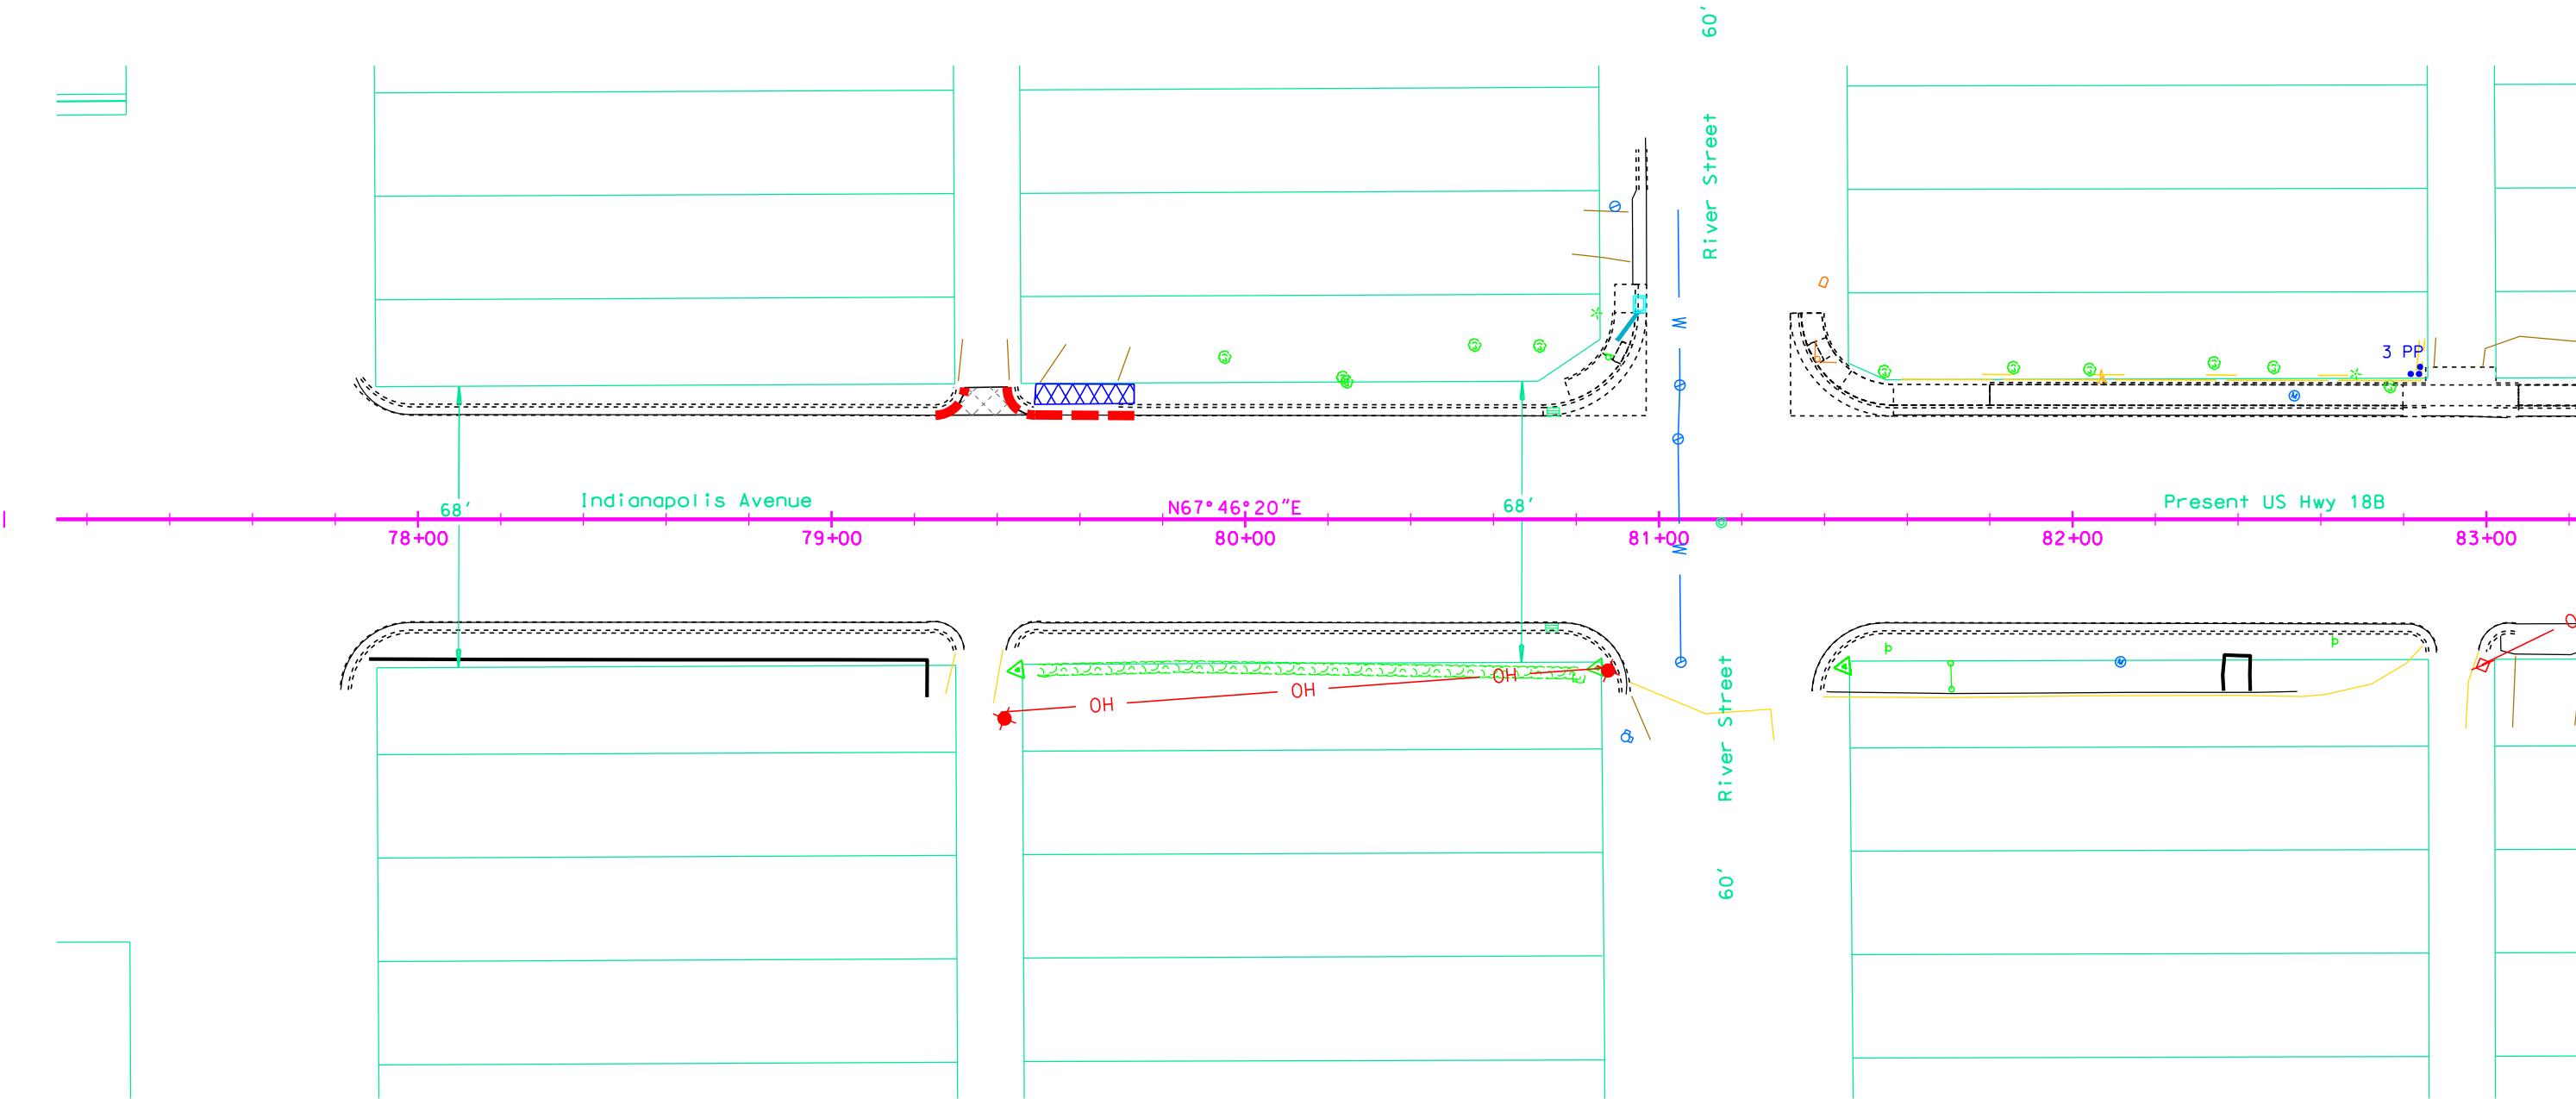 60'
River Street
3 PP
W
Indianapolis Avenue
N67°46'20"E
Present US Hwy 18B
68'
68'
78+00
79+00
80+00
81+00
82+00
83+00
W
OH
OH
OH
River Street
60'